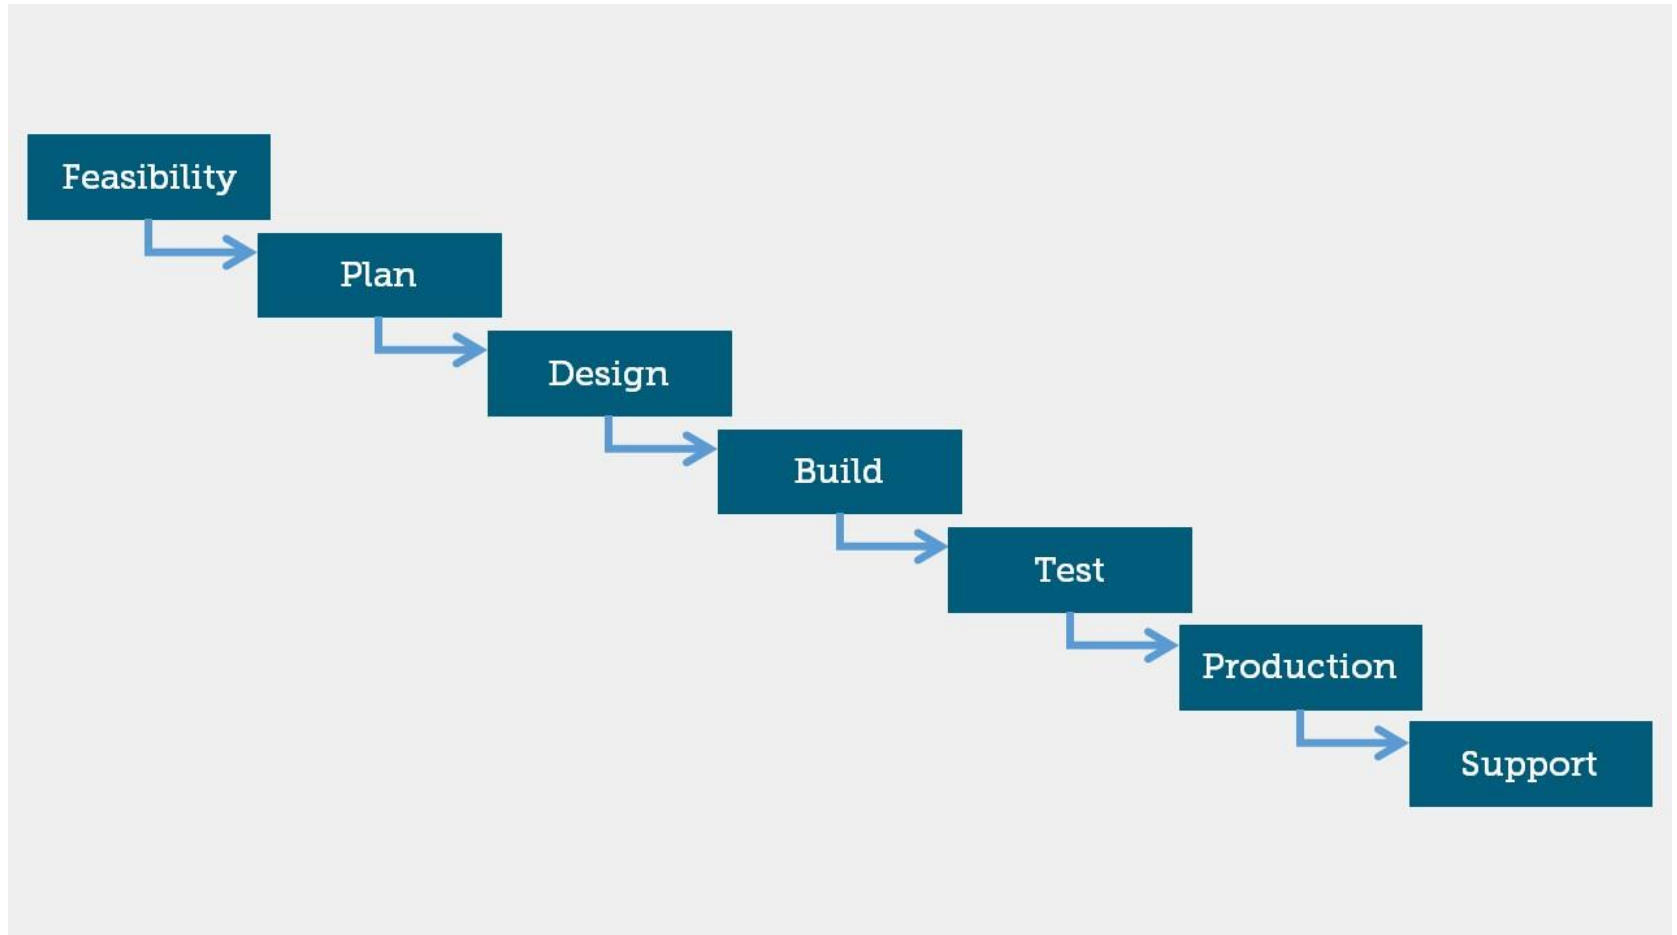 Feasibility
Plan
Design
Build
Test
Production
Support